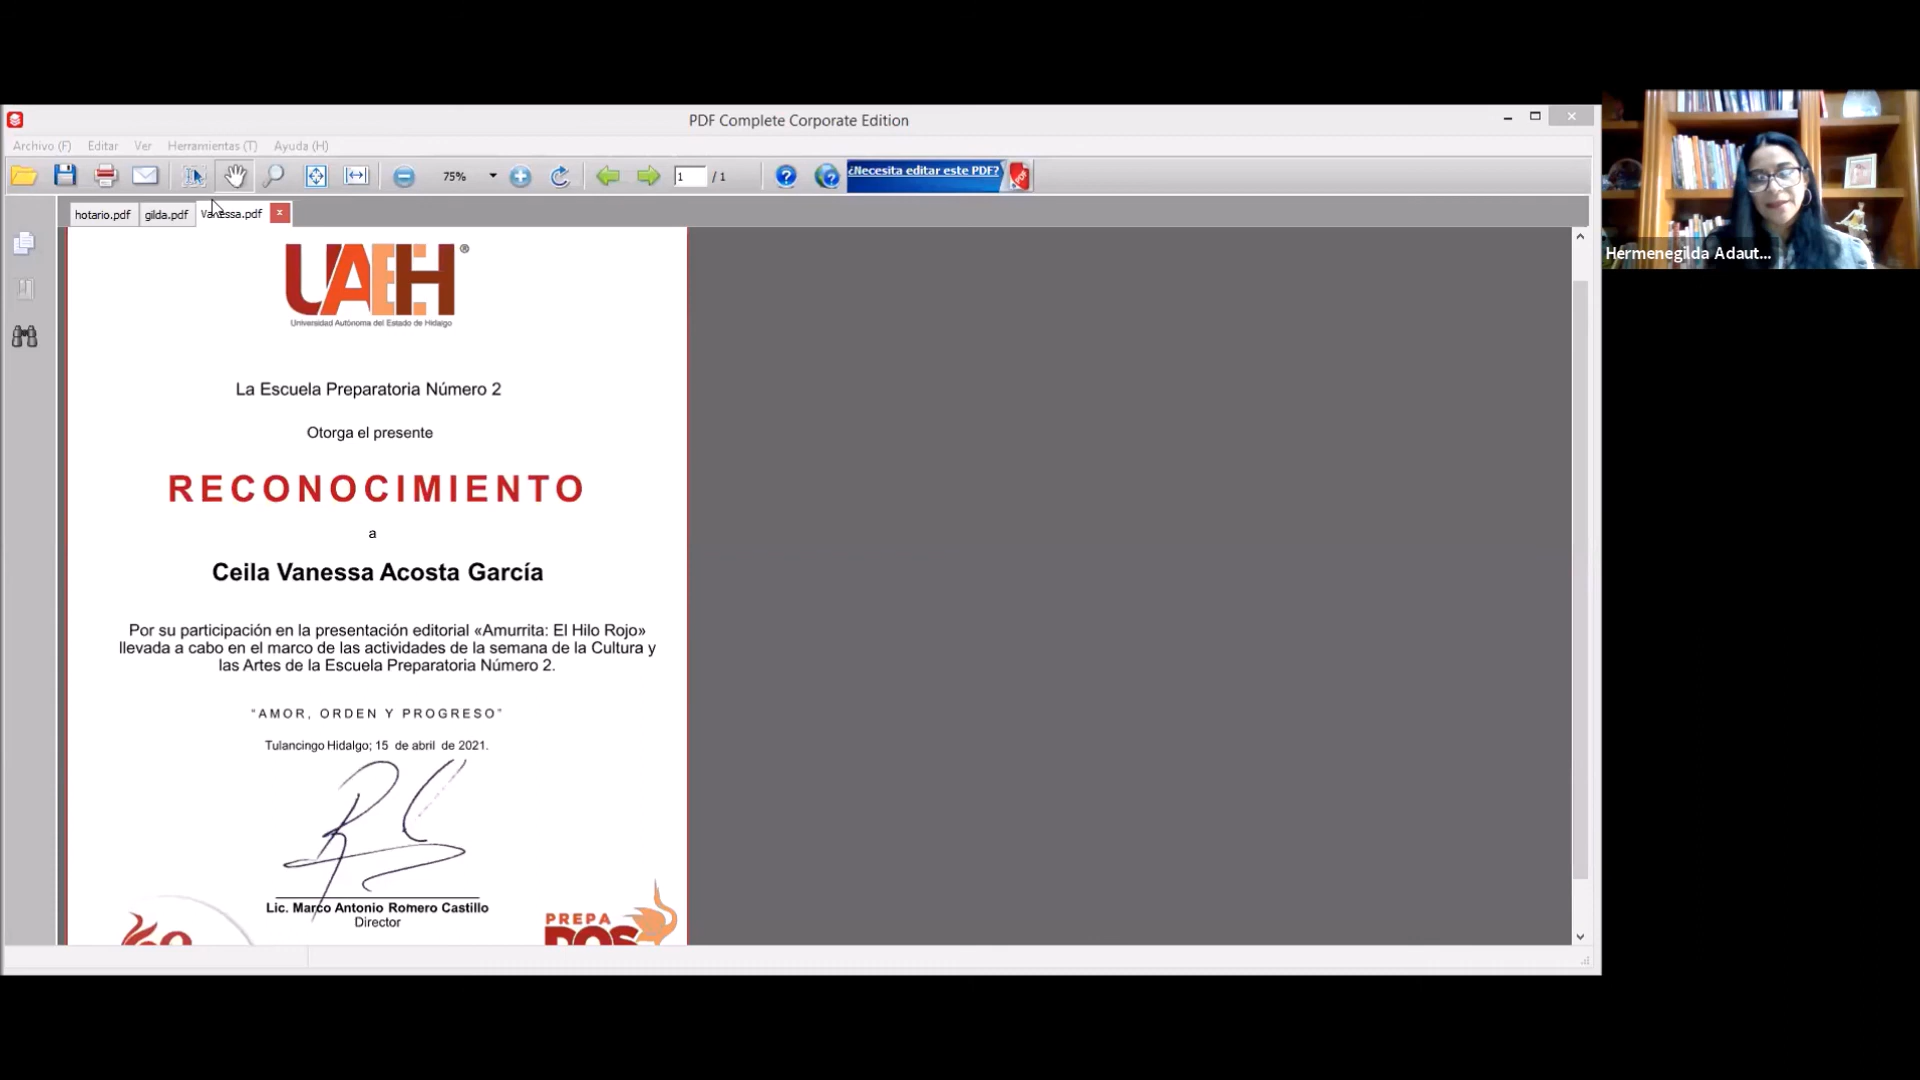 PDF Complete Corporate Edition
Archivo (F) Editar Ver Herramientas (T) Ayuda (H)
75% 1 / 1 ¿Necesita editar este PDF?
hotario.pdf gilda.pdf Vanessa.pdf
UAEH®
Universidad Autónoma del Estado de Hidalgo
La Escuela Preparatoria Número 2
Otorga el presente
RECONOCIMIENTO
a
Ceila Vanessa Acosta García
Por su participación en la presentación editorial «Amurrita: El Hilo Rojo»
llevada a cabo en el marco de las actividades de la semana de la Cultura y
las Artes de la Escuela Preparatoria Número 2.
"AMOR, ORDEN Y PROGRESO"
Tulancingo Hidalgo; 15 de abril de 2021.
Lic. Marco Antonio Romero Castillo
Director
PREPA
DOS
Hermenegilda Adaut...